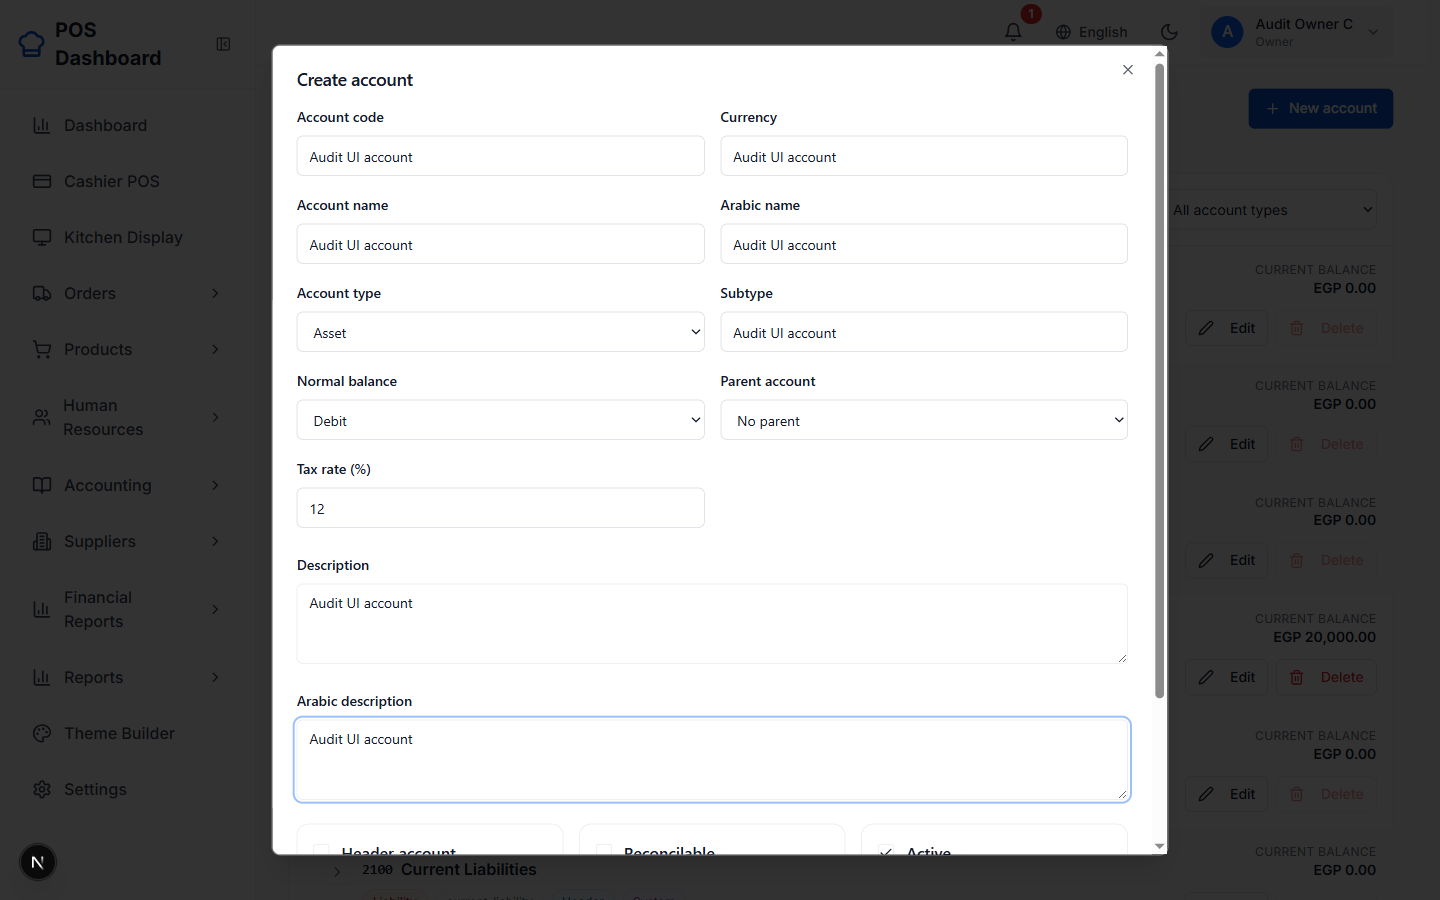 POS
Dashboard
1
English
A
Audit Owner C
Owner
Dashboard
Cashier POS
Kitchen Display
Orders
Products
Human
Resources
Accounting
Suppliers
Financial
Reports
Reports
Theme Builder
Settings
N
New account
All account types
Create account
Account code
Currency
Audit UI account
Audit UI account
Account name
Arabic name
Audit UI account
Audit UI account
Account type
Subtype
Asset
Audit UI account
Normal balance
Parent account
Debit
No parent
Tax rate (%)
12
Description
Audit UI account
Arabic description
Audit UI account
Header account
Reconcilable
Active
CURRENT BALANCE
EGP 0.00
Edit
Delete
CURRENT BALANCE
EGP 0.00
Edit
Delete
CURRENT BALANCE
EGP 0.00
Edit
Delete
CURRENT BALANCE
EGP 20,000.00
Edit
Delete
CURRENT BALANCE
EGP 0.00
Edit
Delete
2100 Current Liabilities
CURRENT BALANCE
EGP 0.00